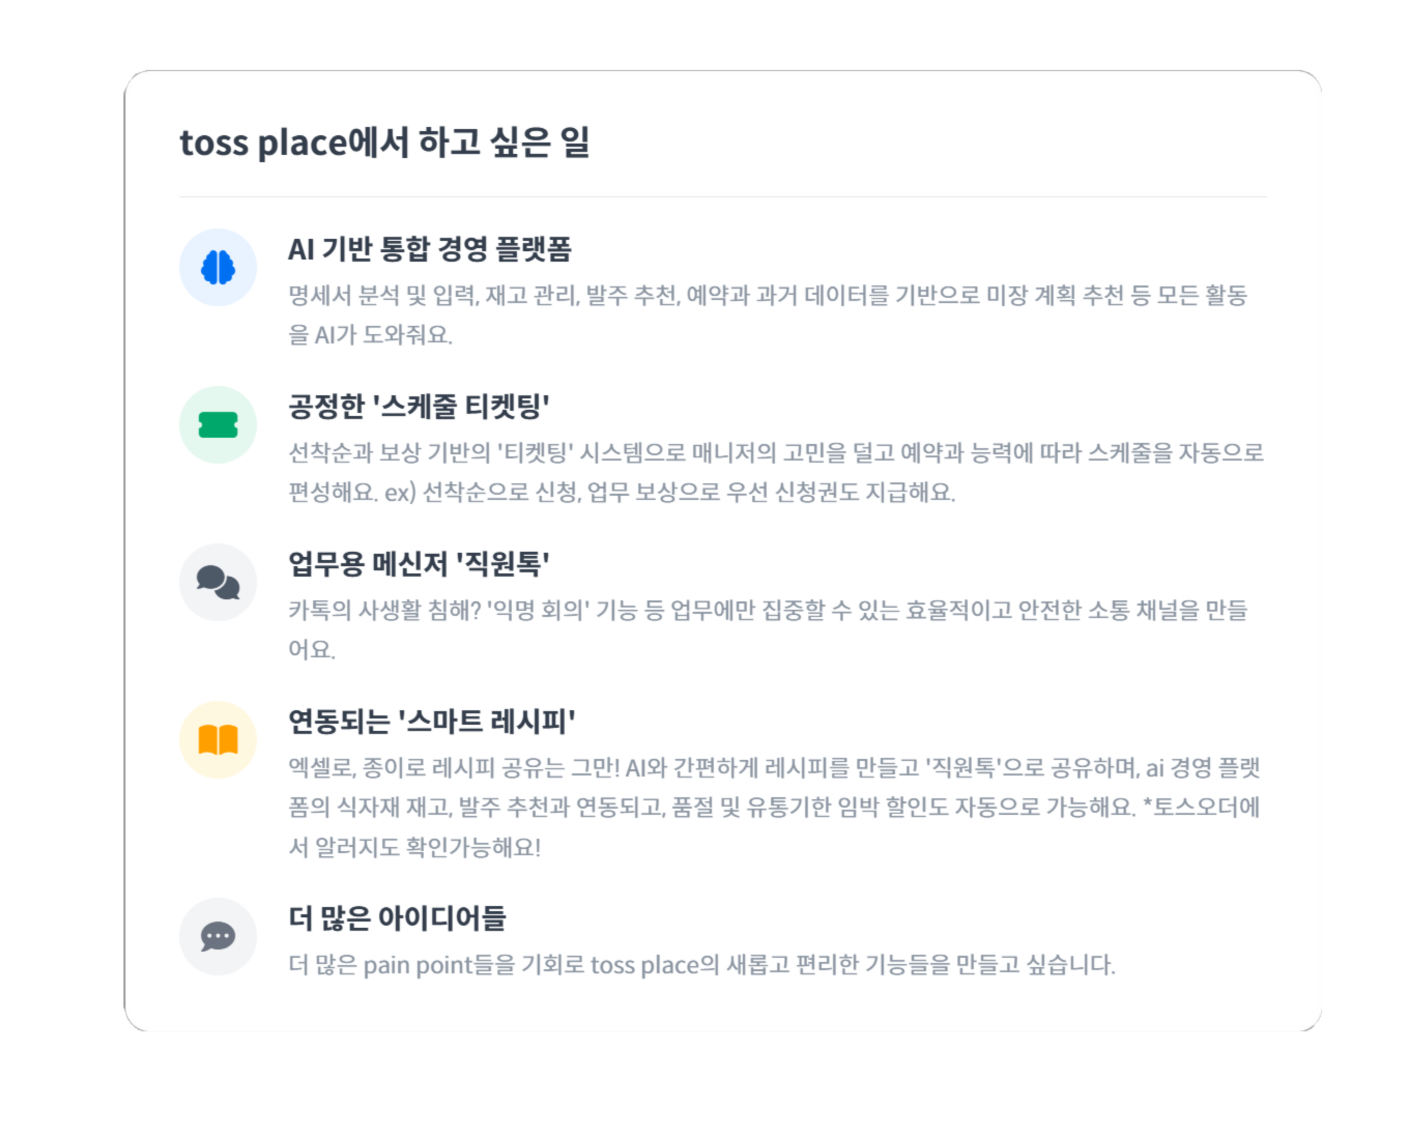 toss place에서 하고 싶은 일
AI 기반 통합 경영 플랫폼
명세서 분석 및 입력, 재고 관리, 발주 추천, 예약과 과거 데이터를 기반으로 미장 계획 추천 등 모든 활동
을 AI가 도와줘요.
공정한 '스케줄 티켓팅'
선착순과 보상 기반의 '티켓팅' 시스템으로 매니저의 고민을 덜고 예약과 능력에 따라 스케줄을 자동으로
편성해요. ex) 선착순으로 신청, 업무 보상으로 우선 신청권도 지급해요.
업무용 메신저 '직원톡'
카톡의 사생활 침해? '익명 회의' 기능 등 업무에만 집중할 수 있는 효율적이고 안전한 소통 채널을 만들
어요.
연동되는 '스마트 레시피'
엑셀로, 종이로 레시피 공유는 그만! AI와 간편하게 레시피를 만들고 '직원톡'으로 공유하며, ai 경영 플랫
폼의 식자재 재고, 발주 추천과 연동되고, 품절 및 유통기한 임박 할인도 자동으로 가능해요. *토스오더에
서 알러지도 확인가능해요!
더 많은 아이디어들
더 많은 pain point들을 기회로 toss place의 새롭고 편리한 기능들을 만들고 싶습니다.